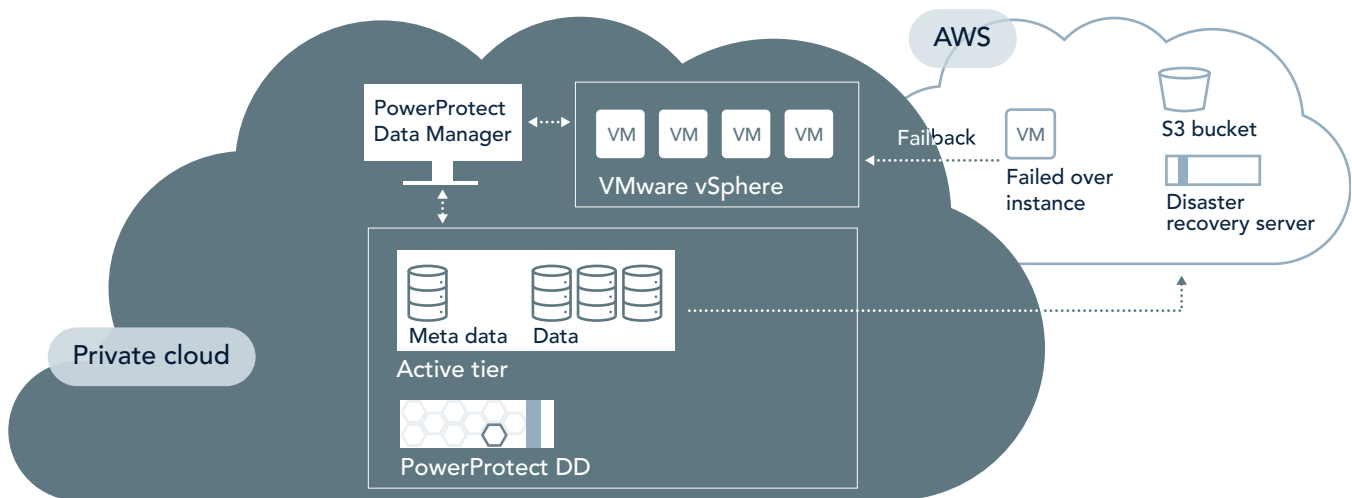 AWS
PowerProtect
Data Manager
VM VM VM VM
VMware vSphere
Failback
VM
Failed over
instance
S3 bucket
Disaster
recovery server
Private cloud
Meta data
Data
Active tier
PowerProtect DD